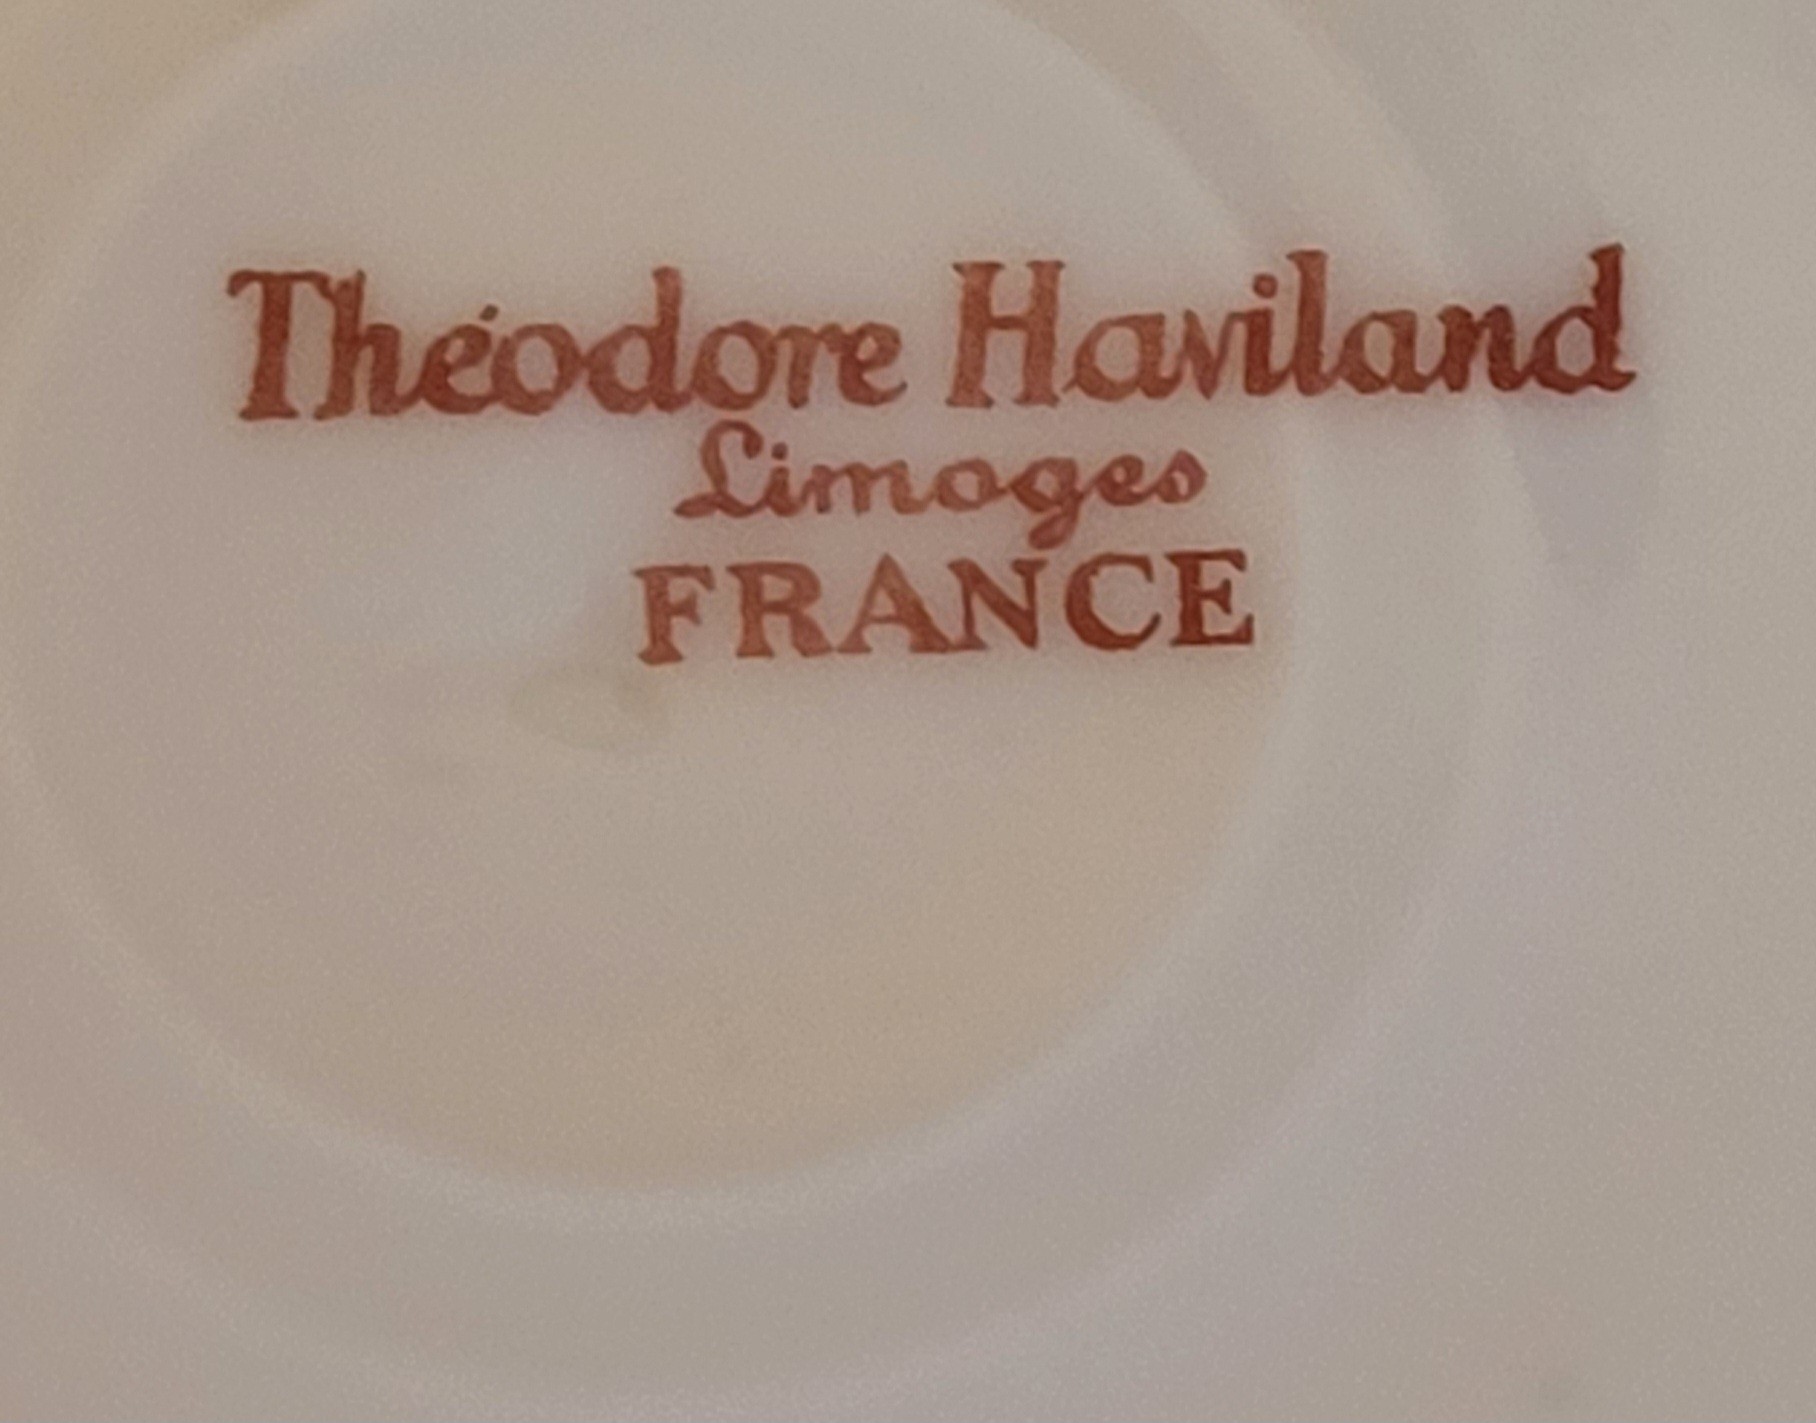 Théodore Haviland
Limoges
FRANCE